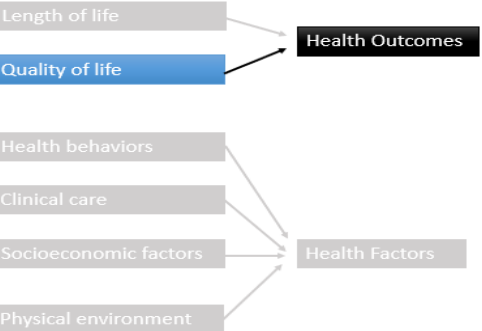 Length of life
Health Outcomes
Quality of life
Health behaviors
Clinical care
Socioeconomic factors
Health Factors
Physical environment